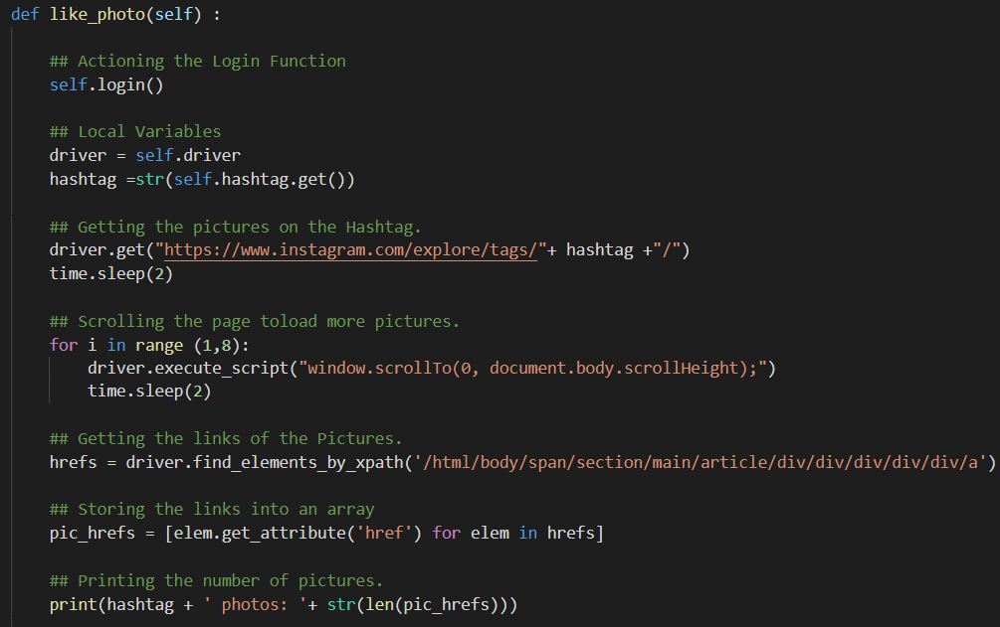 def like_photo(self) :
## Actioning the Login Function
self.login()
## Local Variables
driver = self.driver
hashtag =str(self.hashtag.get())
## Getting the pictures on the Hashtag.
driver.get("https://www.instagram.com/explore/tags/"+ hashtag +"/")
time.sleep(2)
## Scrolling the page toload more pictures.
for i in range (1,8):
driver.execute_script("window.scrollTo(0, document.body.scrollHeight);")
time.sleep(2)
## Getting the links of the Pictures.
hrefs = driver.find_elements_by_xpath('/html/body/span/section/main/article/div/div/div/div/div/a')
## Storing the links into an array
pic_hrefs = [elem.get_attribute('href') for elem in hrefs]
## Printing the number of pictures.
print(hashtag + ' photos: '+ str(len(pic_hrefs)))